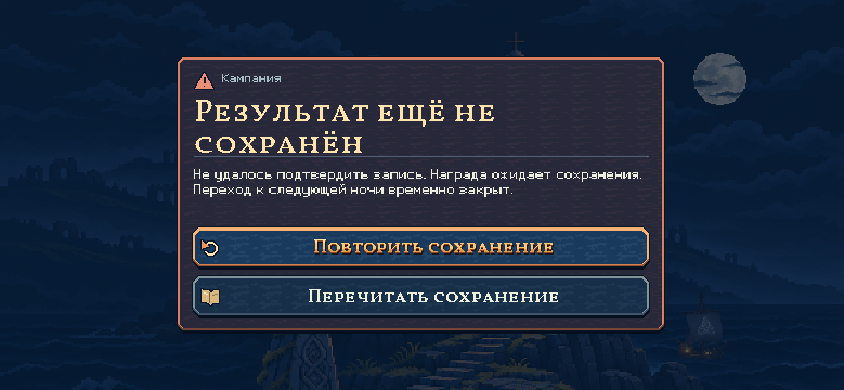 Кампания
Результат ещё не
сохранён
Не удалось подтвердить запись. Награда ожидает сохранения.
Переход к следующей ночи временно закрыт.
Повторить сохранение
Перечитать сохранение